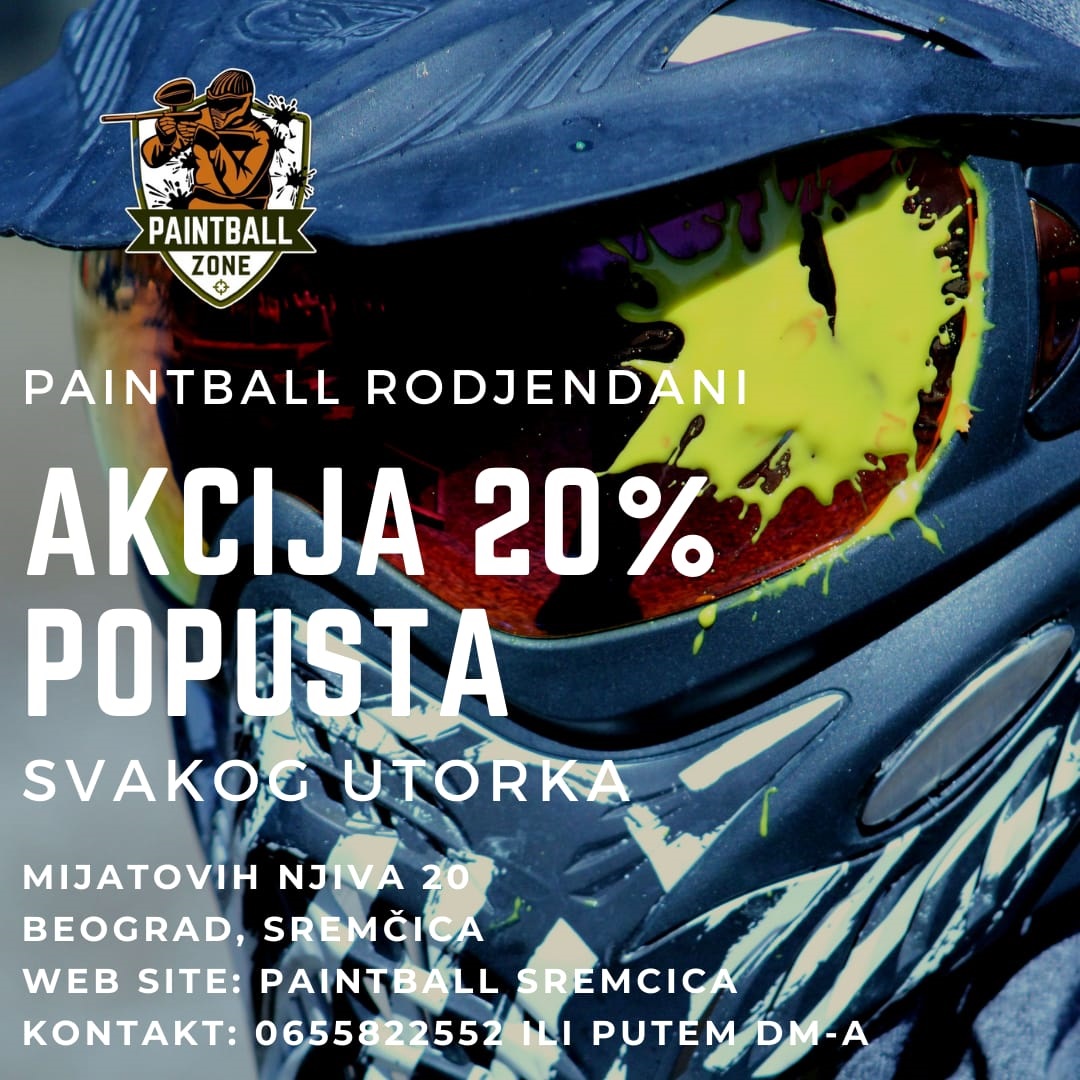 PAINTBALL
ZONE
PAINTBALL RODJENDANI
AKCIJA 20%
POPUSTA
SVAKOG UTORKA
MIJATOVIH NJIVA 20
BEOGRAD, SREMČICA
WEB SITE: PAINTBALL SREMCICA
KONTAKT: 0655822552 ILI PUTEM DM-A